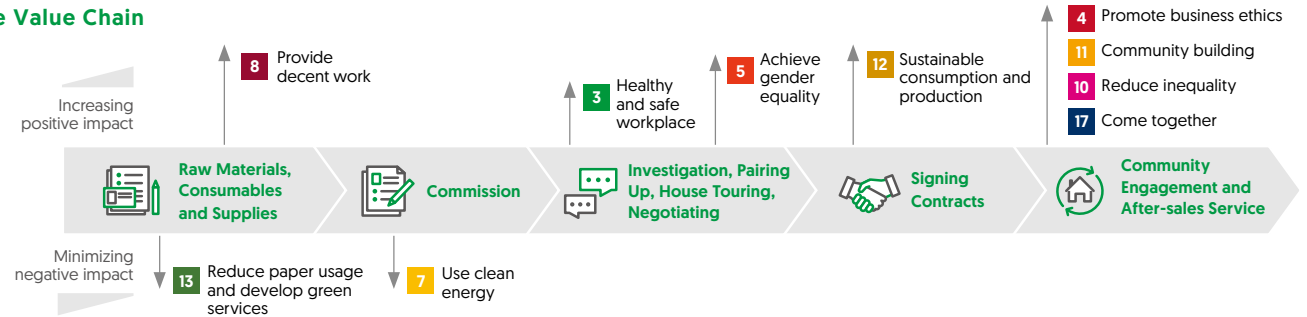 e Value Chain
Increasing
positive impact
8
Provide
decent work
3
Healthy
and safe
workplace
5
Achieve
gender
equality
12
Sustainable
consumption and
production
4
Promote business ethics
11
Community building
10
Reduce inequality
17
Come together
Raw Materials,
Consumables
and Supplies
Commission
Investigation, Pairing
Up, House Touring,
Negotiating
Signing
Contracts
Community
Engagement and
After-sales Service
Minimizing
negative impact
13
Reduce paper usage
and develop green
services
7
Use clean
energy